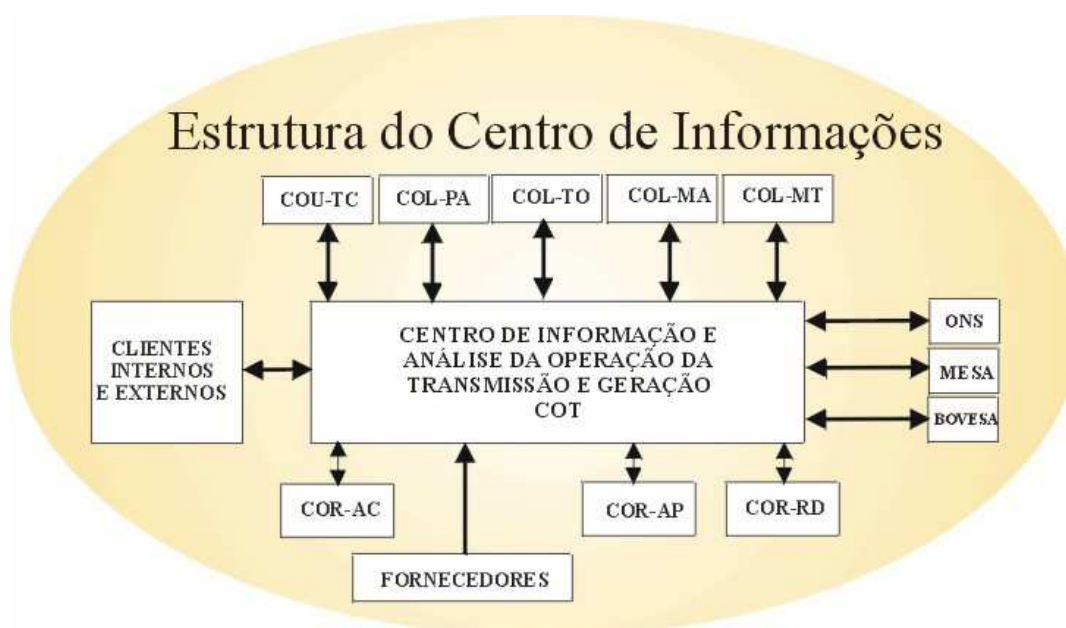 Estrutura do Centro de Informações
COU-TC
COL-PA
COL-TO
COL-MA
COL-MT
CLIENTES
INTERNOS
E EXTERNOS
CENTRO DE INFORMAÇÃO E
ANÁLISE DA OPERAÇÃO DA
TRANSMISSÃO E GERAÇÃO
COT
ONS
MESA
BOVESA
COR-AC
COR-AP
COR-RD
FORNECEDORES